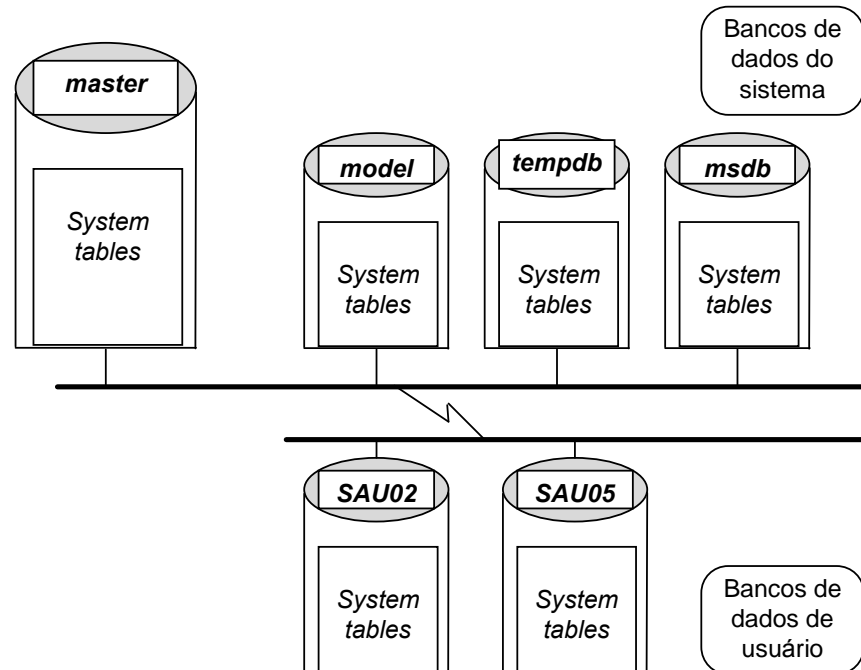 Bancos de
dados do
sistema
master
model
tempdb
msdb
System
tables
System
tables
System
tables
System
tables
SAU02
SAU05
System
tables
System
tables
Bancos de
dados de
usuário